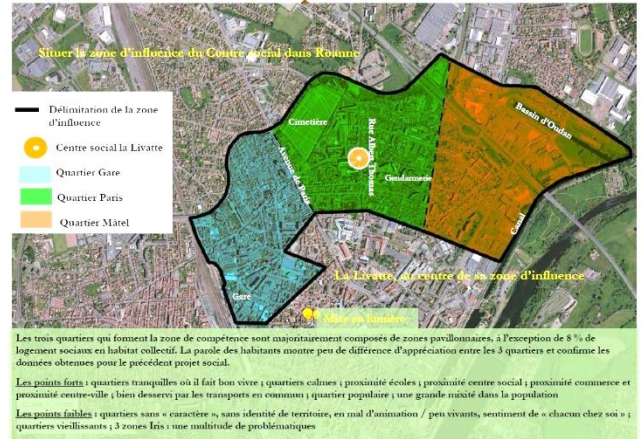 Situer la zone d'influence du Centre social dans Roanne
Délimitation de la zone
d'influence
Centre social la Livatte
Quartier Gare
Quartier Paris
Quartier Mâtel
Cimetière
Rue Albert Thomas
Gendarmerie
Avenue de Paris
Bassin d'Oudan
Canal
Gare
La Livatte, au centre de sa zone d'influence
Mise en lumière
Les trois quartiers qui forment la zone de compétence sont majoritairement composés de zones pavillonnaires, à l'exception de 8 % de
logement sociaux en habitat collectif. La parole des habitants montre peu de différence d'appréciation entre les 3 quartiers et confirme les
données obtenues pour le précédent projet social.
Les points forts : quartiers tranquilles où il fait bon vivre ; quartiers calmes ; proximité écoles ; proximité centre social ; proximité commerce et
proximité centre-ville ; bien desservi par les transports en commun ; quartier populaire ; une grande mixité dans la population
Les points faibles : quartiers sans « caractère », sans identité de territoire, en mal d'animation / peu vivants, sentiment de « chacun chez soi » ;
quartiers vieillissants ; 3 zones Iris : une multitude de problématiques